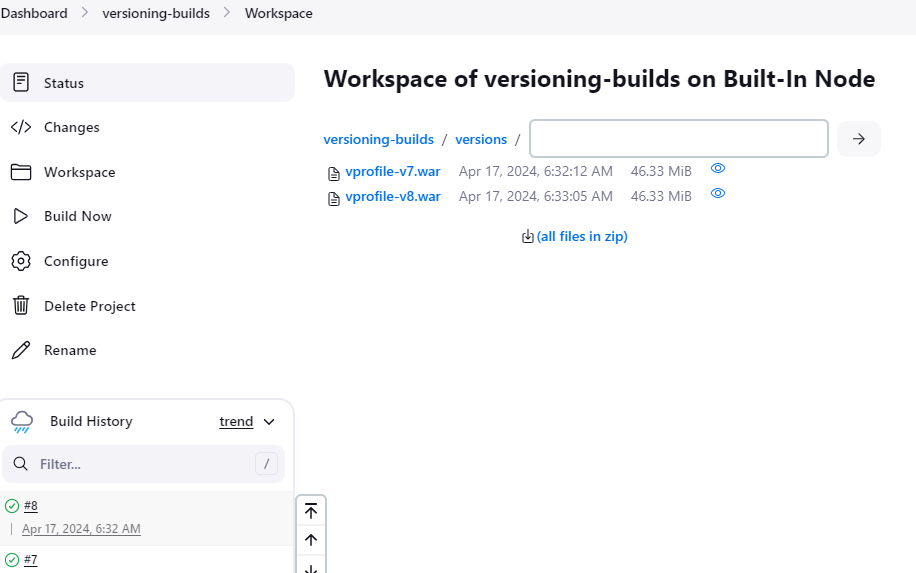 Dashboard > versioning-builds > Workspace
Status
Changes
Workspace
Build Now
Configure
Delete Project
Rename
Build History trend
Filter... /
#8
Apr 17, 2024, 6:32 AM
#7
Workspace of versioning-builds on Built-In Node
versioning-builds / versions /
vprofile-v7.war Apr 17, 2024, 6:32:12 AM 46.33 MiB
vprofile-v8.war Apr 17, 2024, 6:33:05 AM 46.33 MiB
(all files in zip)